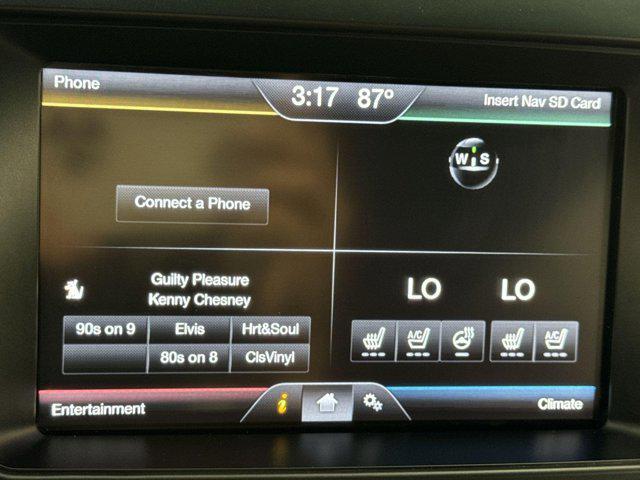 Phone
3:17 87°
Insert Nav SD Card
W S
Connect a Phone
Guilty Pleasure
Kenny Chesney
90s on 9 Elvis Hrt&Soul
80s on 8 ClsVinyl
LO LO
A/C A/C
Entertainment
i
Climate